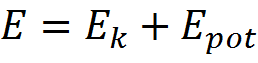 E = E_k + E_pot